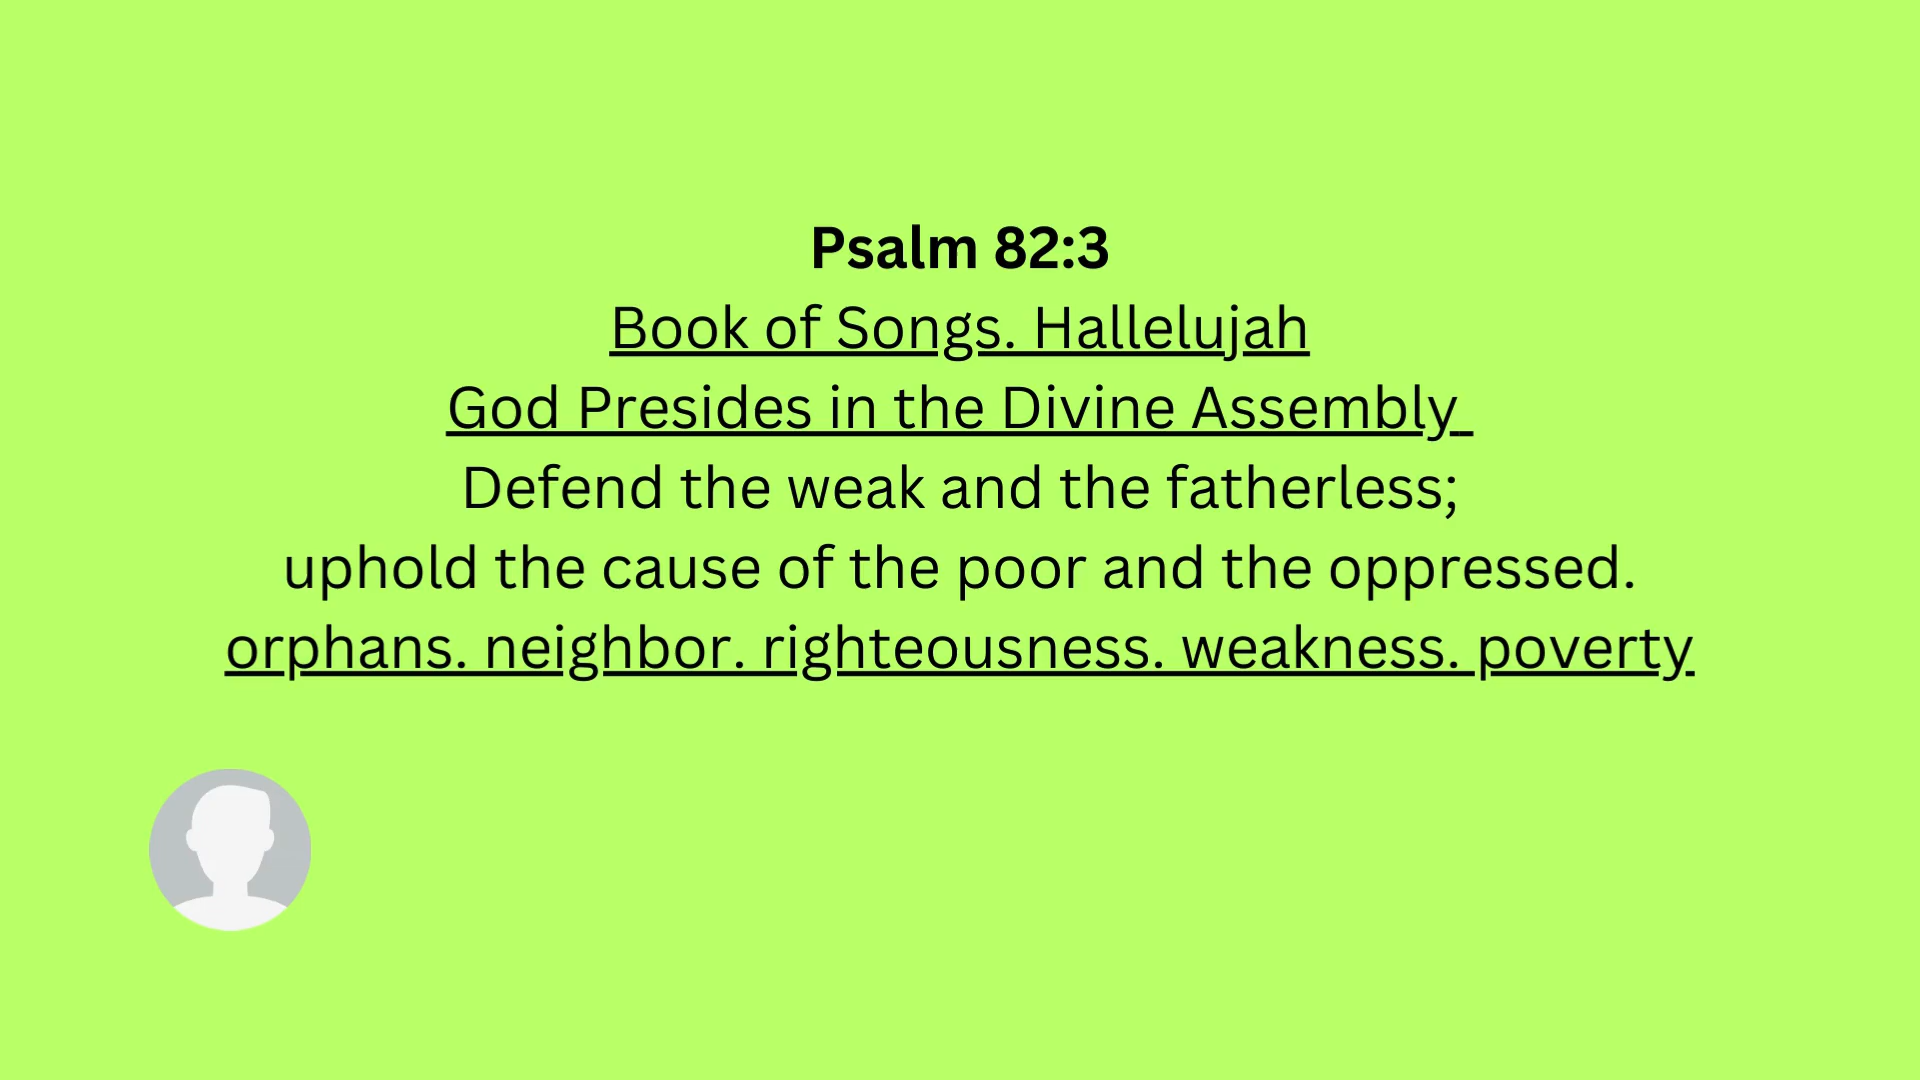 Psalm 82:3
Book of Songs. Hallelujah
God Presides in the Divine Assembly
Defend the weak and the fatherless;
uphold the cause of the poor and the oppressed.
orphans. neighbor. righteousness. weakness. poverty